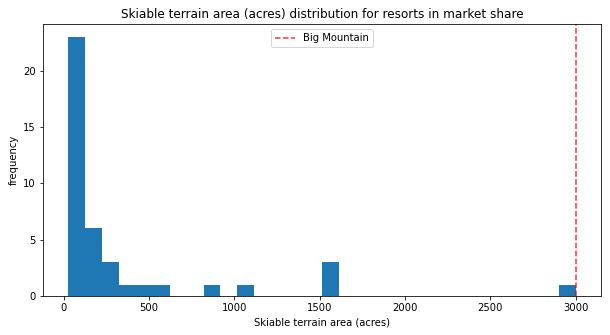 Skiable terrain area (acres) distribution for resorts in market share
Big Mountain
frequency
20
15
10
5
0
0 500 1000 1500 2000 2500 3000
Skiable terrain area (acres)